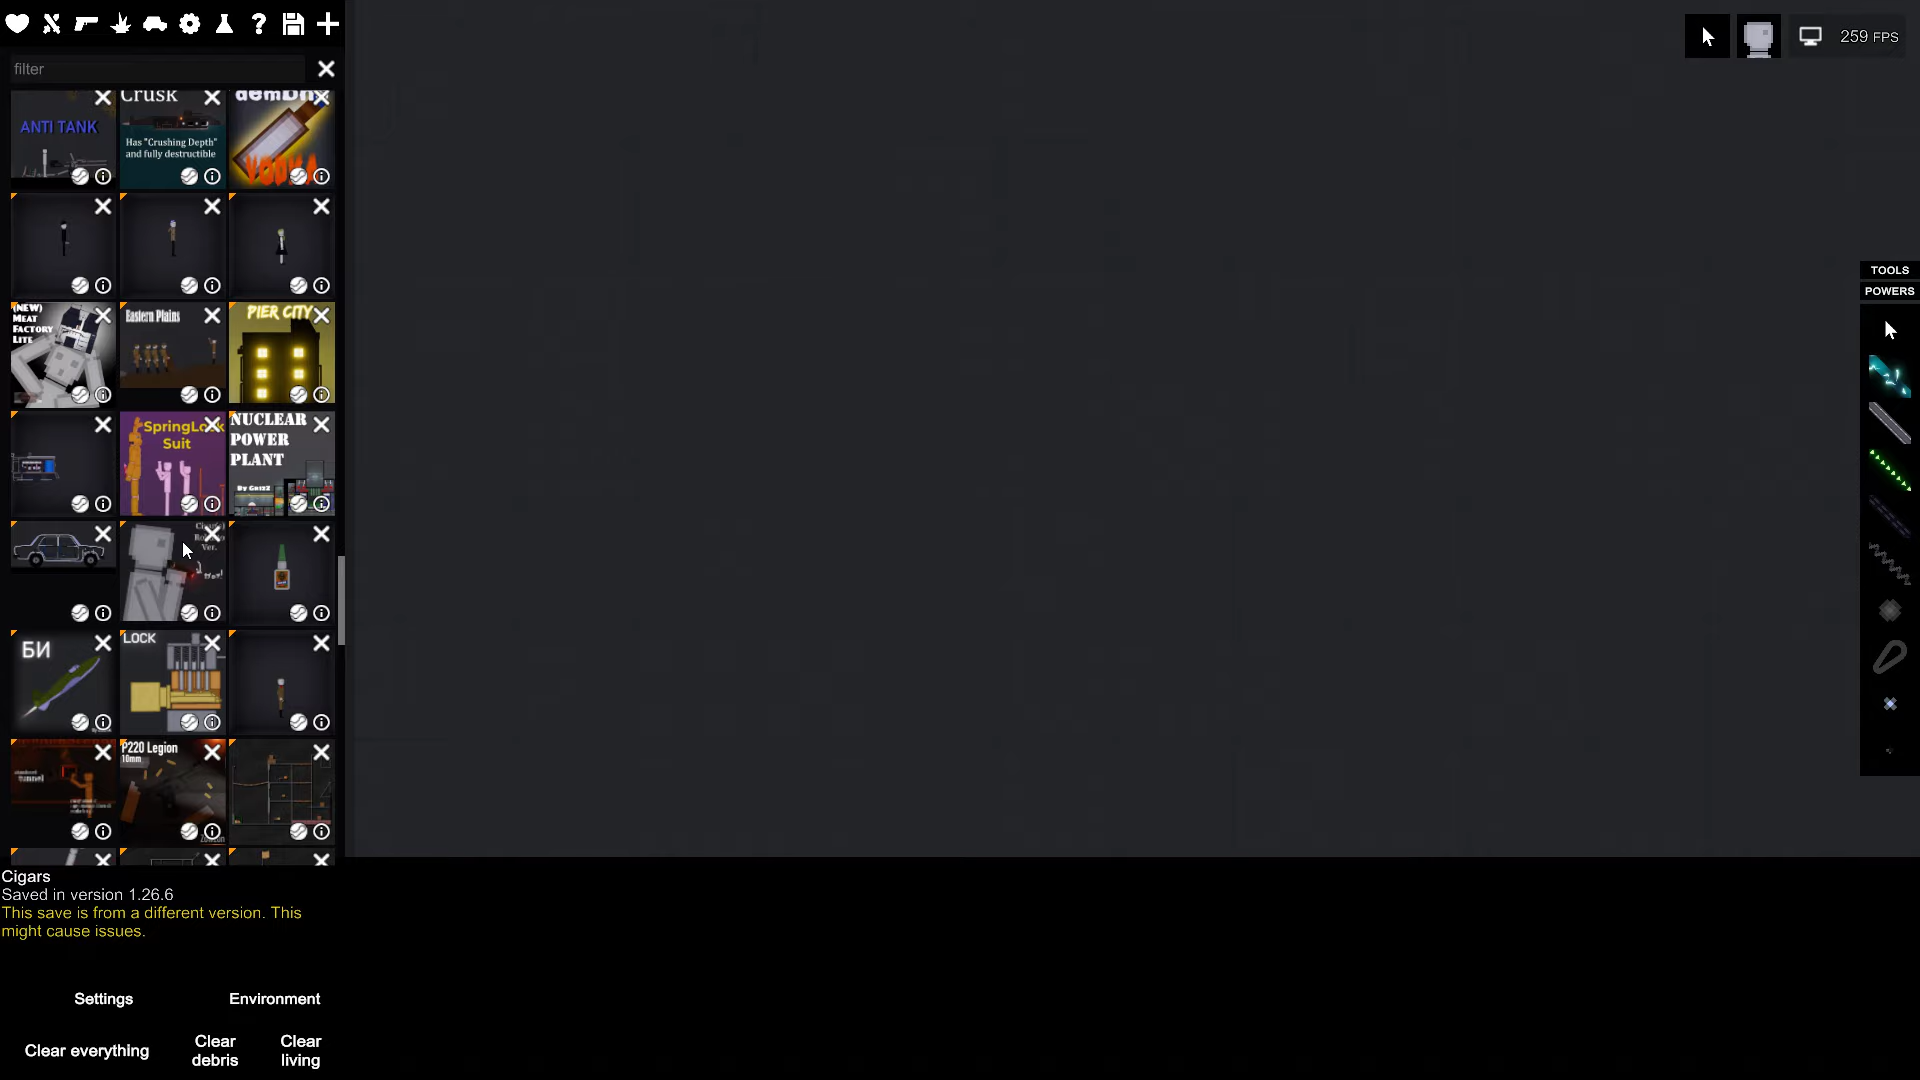 259 FPS
filter
ANTI TANK
Crusk
Has "Crushing Depth"
and fully destructible
VODKA
(NEW)
MEAT
FACTORY
LITE
Eastern Plains
PIER CITY
SpringLock
Suit
NUCLEAR
POWER
PLANT
TOOLS
POWERS
Ver.
БИ
LOCK
P220 Legion
10mm
tunnel
Cigars
Saved in version 1.26.6
This save is from a different version. This
might cause issues.
Settings
Environment
Clear everything
Clear
debris
Clear
living